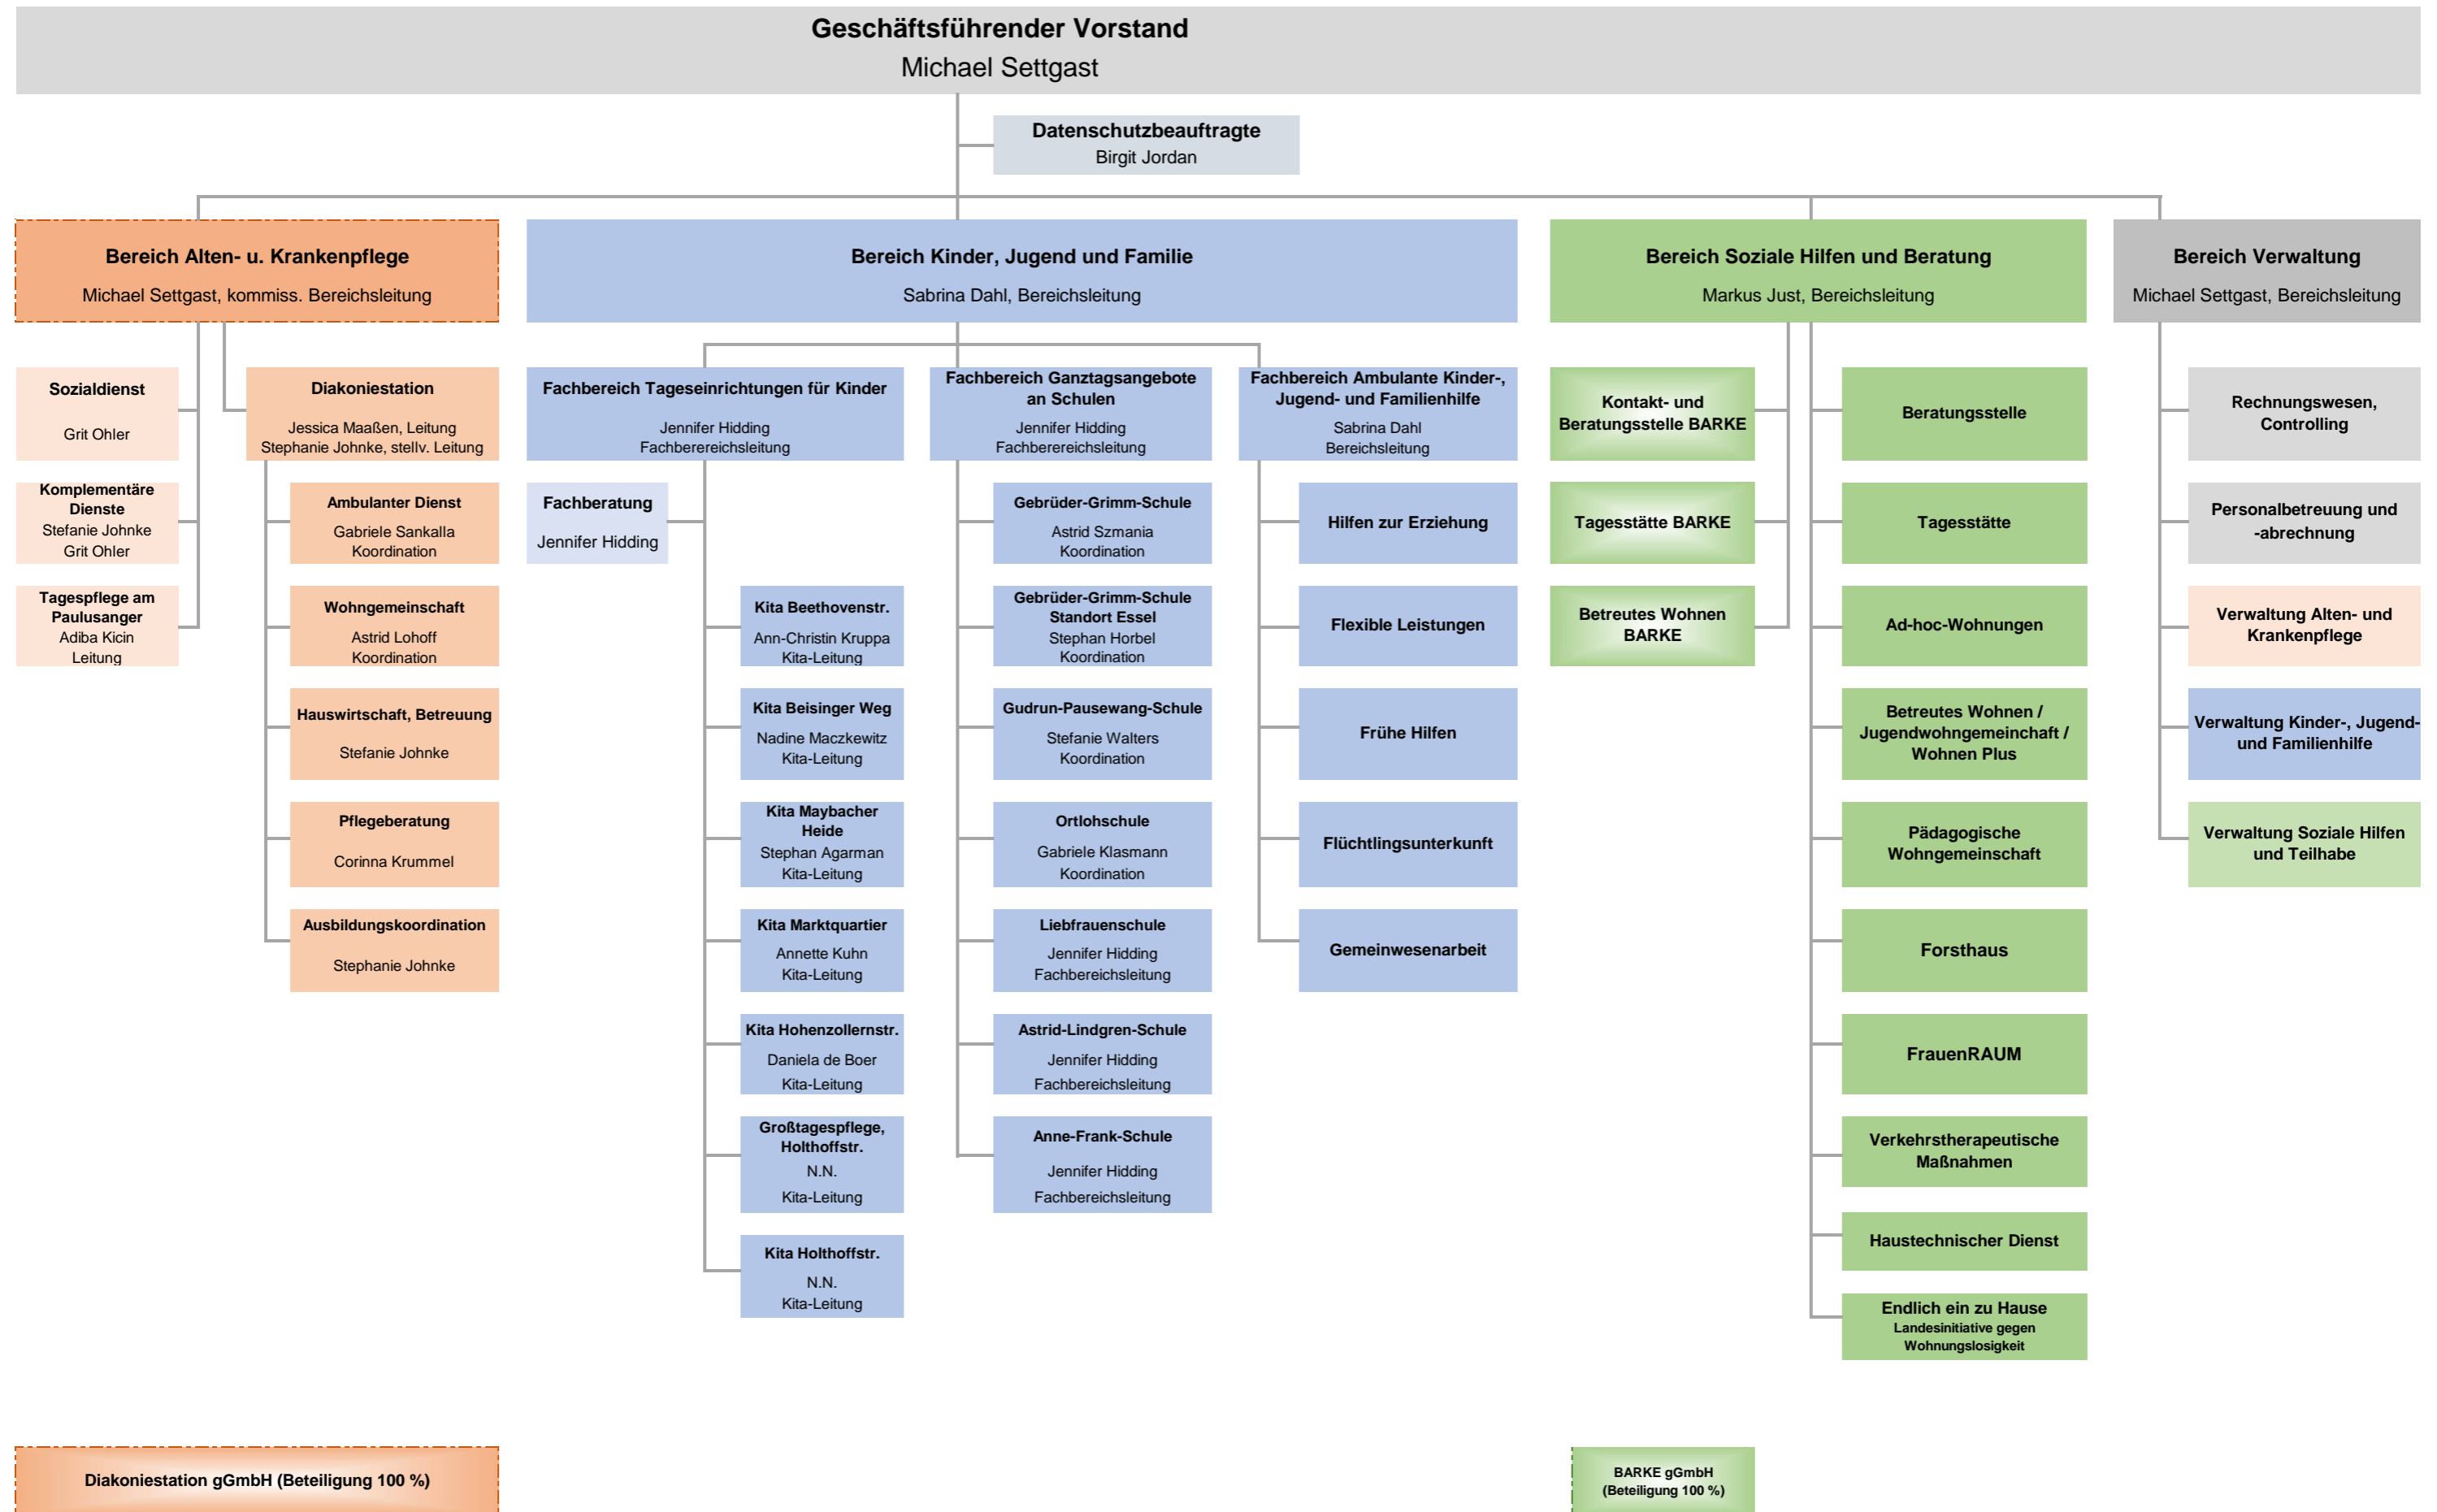 Geschäftsführender Vorstand
Michael Settgast
Datenschutzbeauftragte
Birgit Jordan
Bereich Alten- u. Krankenpflege
Michael Settgast, kommiss. Bereichsleitung
Sozialdienst
Grit Ohler
Komplementäre
Dienste
Stefanie Johnke
Grit Ohler
Tagespflege am
Paulusanger
Adiba Kicin
Leitung
Diakoniestation
Jessica Maaßen, Leitung
Stephanie Johnke, stellv. Leitung
Ambulanter Dienst
Gabriele Sankalla
Koordination
Wohngemeinschaft
Astrid Lohoff
Koordination
Hauswirtschaft, Betreuung
Stefanie Johnke
Pflegeberatung
Corinna Krummel
Ausbildungskoordination
Stephanie Johnke
Bereich Kinder, Jugend und Familie
Sabrina Dahl, Bereichsleitung
Fachbereich Tageseinrichtungen für Kinder
Jennifer Hidding
Fachberereichsleitung
Fachberatung
Jennifer Hidding
Kita Beethovenstr.
Ann-Christin Kruppa
Kita-Leitung
Kita Beisinger Weg
Nadine Maczkewitz
Kita-Leitung
Kita Maybacher
Heide
Stephan Agarman
Kita-Leitung
Kita Marktquartier
Annette Kuhn
Kita-Leitung
Kita Hohenzollernstr.
Daniela de Boer
Kita-Leitung
Großtagespflege,
Holthoffstr.
N.N.
Kita-Leitung
Kita Holthoffstr.
N.N.
Kita-Leitung
Fachbereich Ganztagsangebote
an Schulen
Jennifer Hidding
Fachberereichsleitung
Gebrüder-Grimm-Schule
Astrid Szmania
Koordination
Gebrüder-Grimm-Schule
Standort Essel
Stephan Horbel
Koordination
Gudrun-Pausewang-Schule
Stefanie Walters
Koordination
Ortlohschule
Gabriele Klasmann
Koordination
Liebfrauenschule
Jennifer Hidding
Fachbereichsleitung
Astrid-Lindgren-Schule
Jennifer Hidding
Fachbereichsleitung
Anne-Frank-Schule
Jennifer Hidding
Fachbereichsleitung
Fachbereich Ambulante Kinder-,
Jugend- und Familienhilfe
Sabrina Dahl
Bereichsleitung
Hilfen zur Erziehung
Flexible Leistungen
Frühe Hilfen
Flüchtlingsunterkunft
Gemeinwesenarbeit
Bereich Soziale Hilfen und Beratung
Markus Just, Bereichsleitung
Kontakt- und
Beratungsstelle BARKE
Tagesstätte BARKE
Betreutes Wohnen
BARKE
Beratungsstelle
Tagesstätte
Ad-hoc-Wohnungen
Betreutes Wohnen /
Jugendwohngemeinchaft /
Wohnen Plus
Pädagogische
Wohngemeinschaft
Forsthaus
FrauenRAUM
Verkehrstherapeutische
Maßnahmen
Haustechnischer Dienst
Endlich ein zu Hause
Landesinitiative gegen
Wohnungslosigkeit
Bereich Verwaltung
Michael Settgast, Bereichsleitung
Rechnungswesen,
Controlling
Personalbetreuung und
-abrechnung
Verwaltung Alten- und
Krankenpflege
Verwaltung Kinder-, Jugend-
und Familienhilfe
Verwaltung Soziale Hilfen
und Teilhabe
Diakoniestation gGmbH (Beteiligung 100 %)
BARKE gGmbH
(Beteiligung 100 %)